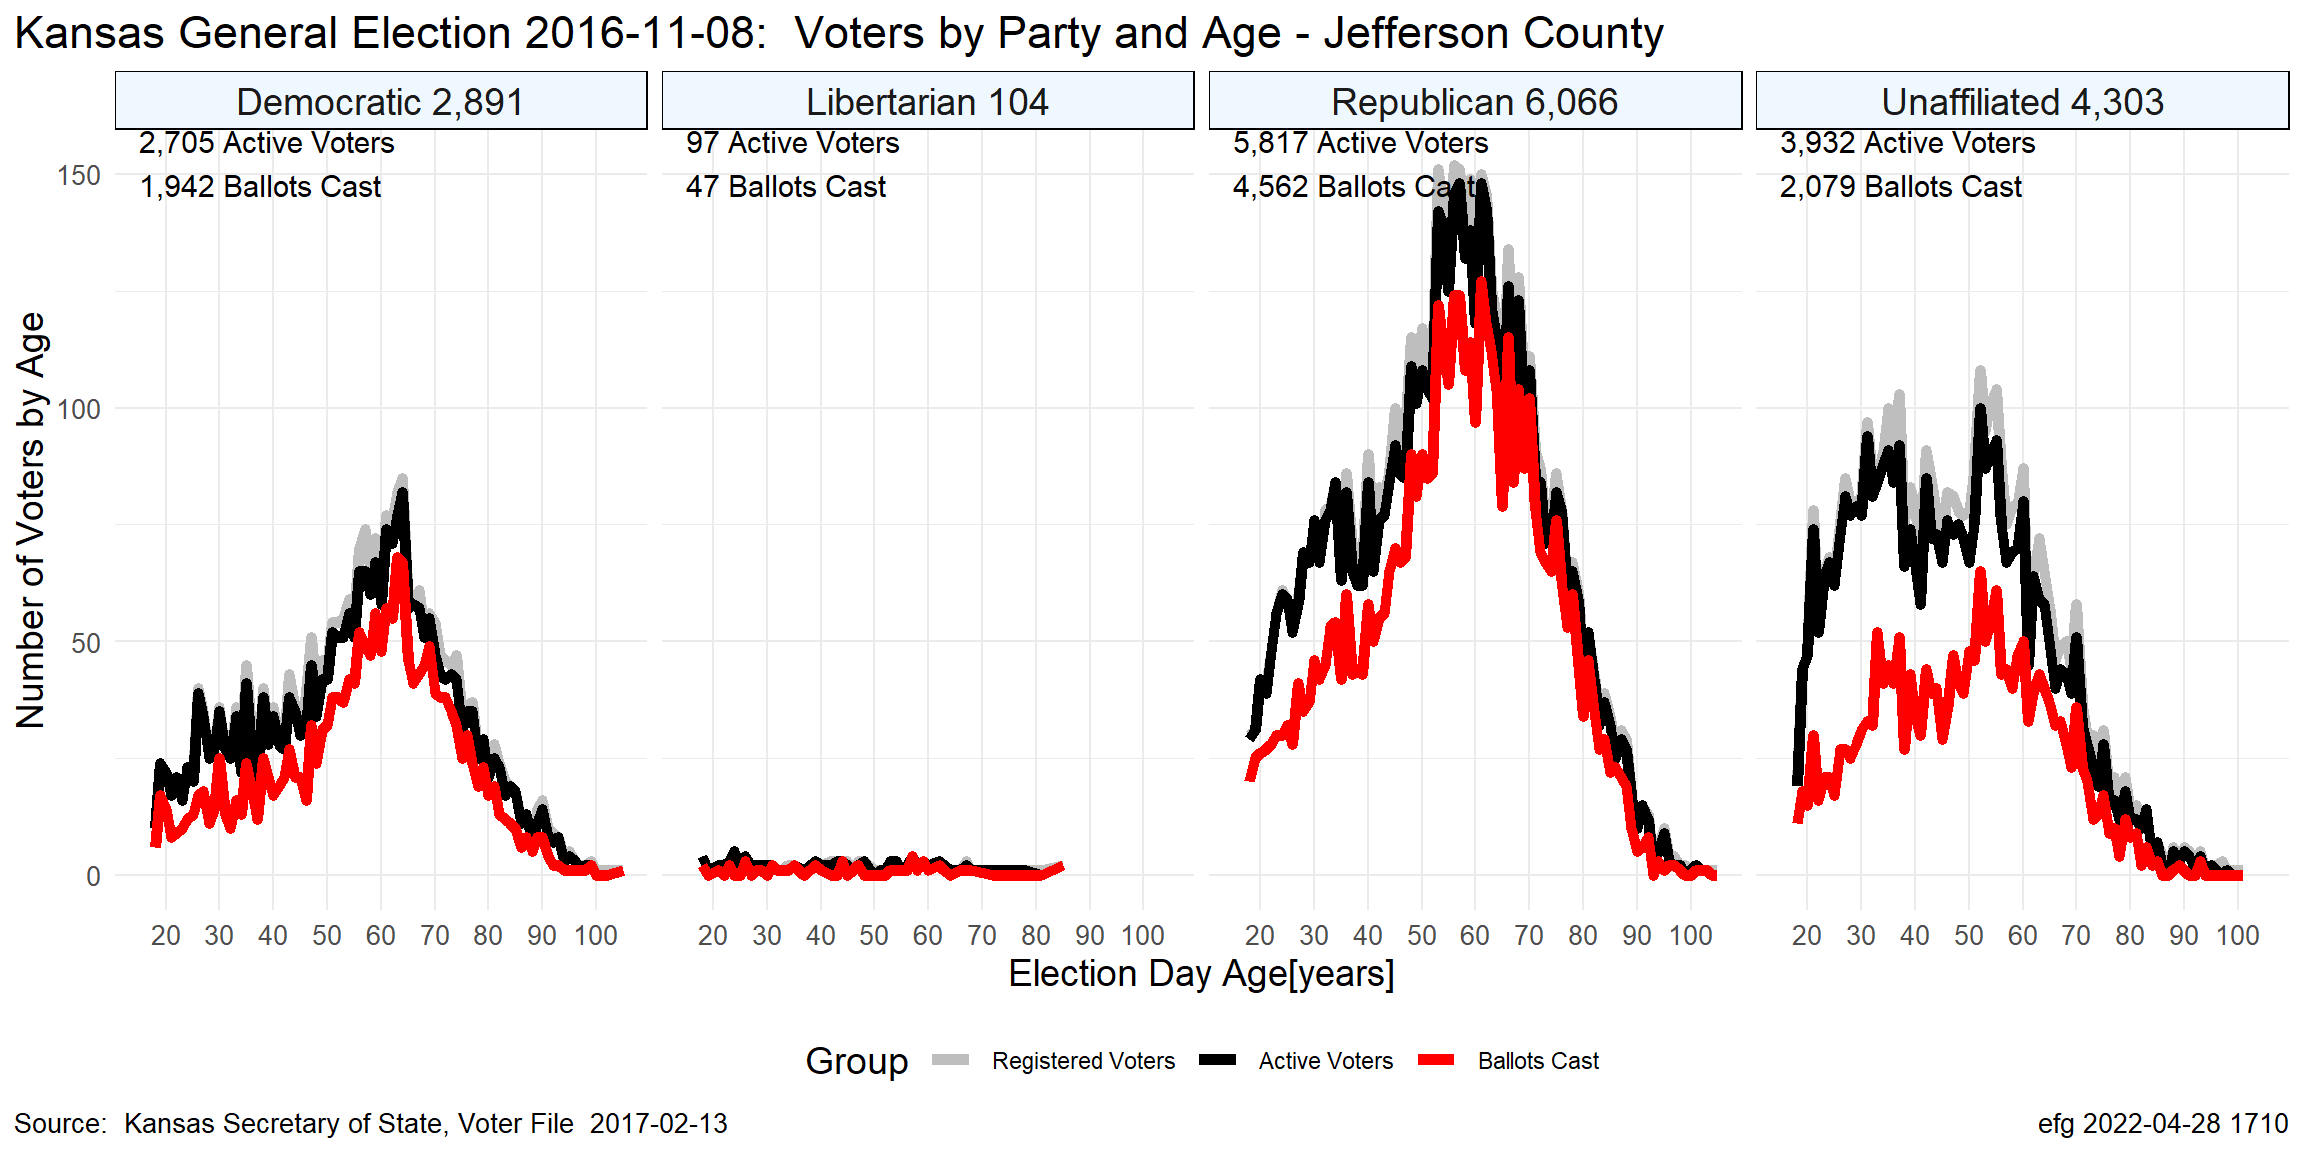 Kansas General Election 2016-11-08:  Voters by Party and Age - Jefferson County
Democratic 2,891
Libertarian 104
Republican 6,066
Unaffiliated 4,303
2,705 Active Voters
1,942 Ballots Cast
97 Active Voters
47 Ballots Cast
5,817 Active Voters
4,562 Ballots Cast
3,932 Active Voters
2,079 Ballots Cast
Number of Voters by Age
150
100
50
0
20 30 40 50 60 70 80 90 100
20 30 40 50 60 70 80 90 100
20 30 40 50 60 70 80 90 100
20 30 40 50 60 70 80 90 100
Election Day Age[years]
Group Registered Voters Active Voters Ballots Cast
Source:  Kansas Secretary of State, Voter File  2017-02-13
efg 2022-04-28 1710